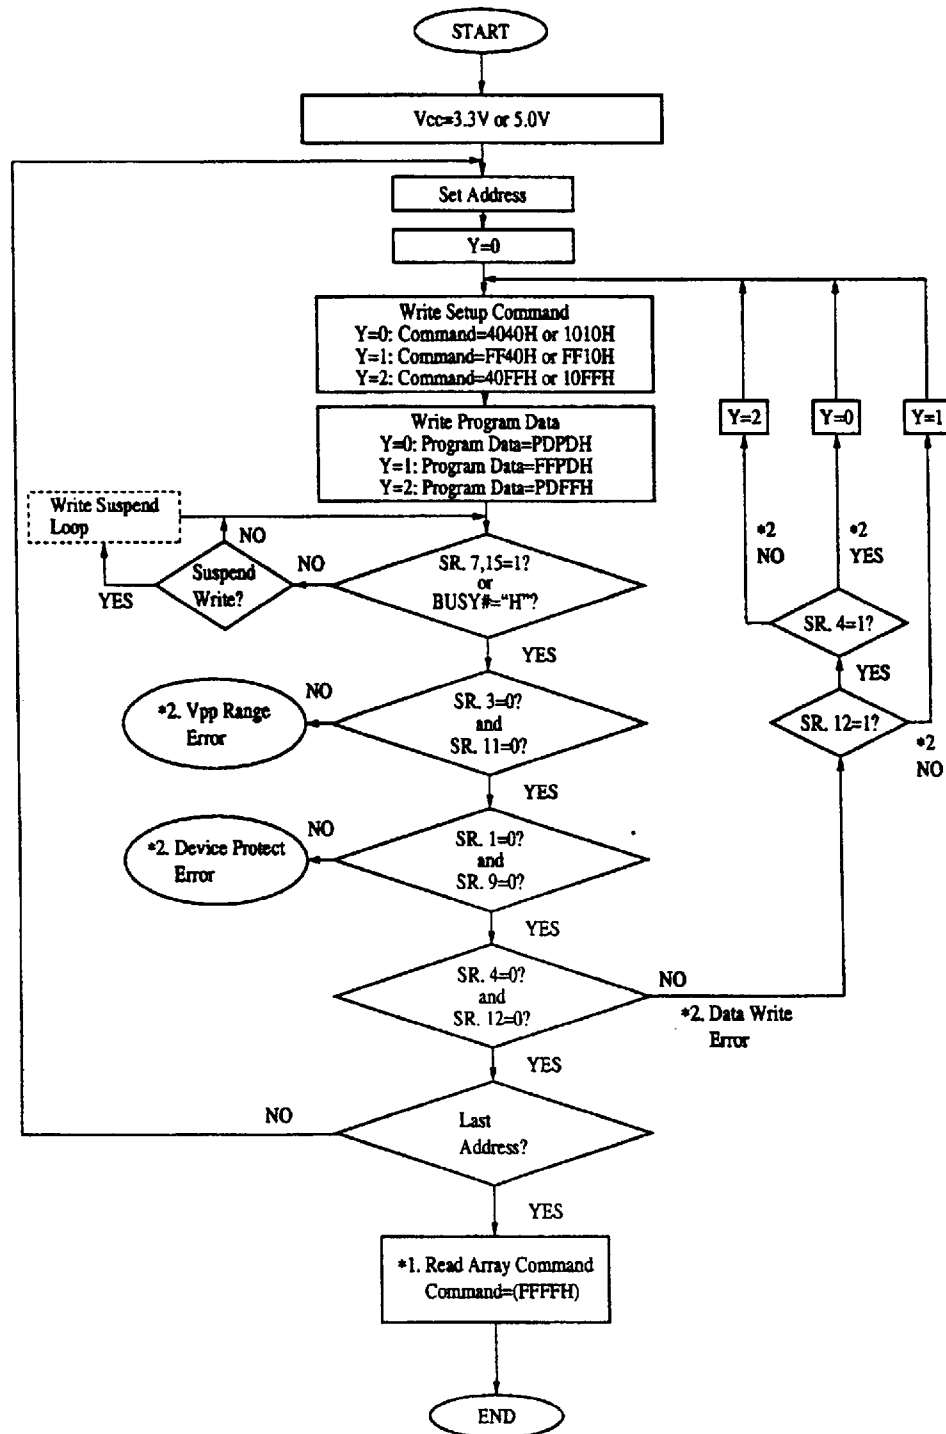 START
Vcc=3.3V or 5.0V
Set Address
Y=0
Write Setup Command
Y=0: Command=4040H or 1010H
Y=1: Command=FF40H or FF10H
Y=2: Command=40FFH or 10FFH
Y=2
Y=0
Y=1
Write Program Data
Y=0: Program Data=PDPDH
Y=1: Program Data=FFPDH
Y=2: Program Data=PDFFH
Write Suspend
Loop
NO
YES
Suspend
Write?
NO
SR. 7,15=1?
or
BUSY#="H"?
*2
NO
*2
YES
SR. 4=1?
YES
YES
SR. 12=1?
*2
NO
*2. Vpp Range
Error
NO
SR. 3=0?
and
SR. 11=0?
YES
*2. Device Protect
Error
NO
SR. 1=0?
and
SR. 9=0?
YES
SR. 4=0?
and
SR. 12=0?
NO
*2. Data Write
Error
YES
NO
Last
Address?
YES
*1. Read Array Command
Command=(FFFFH)
END